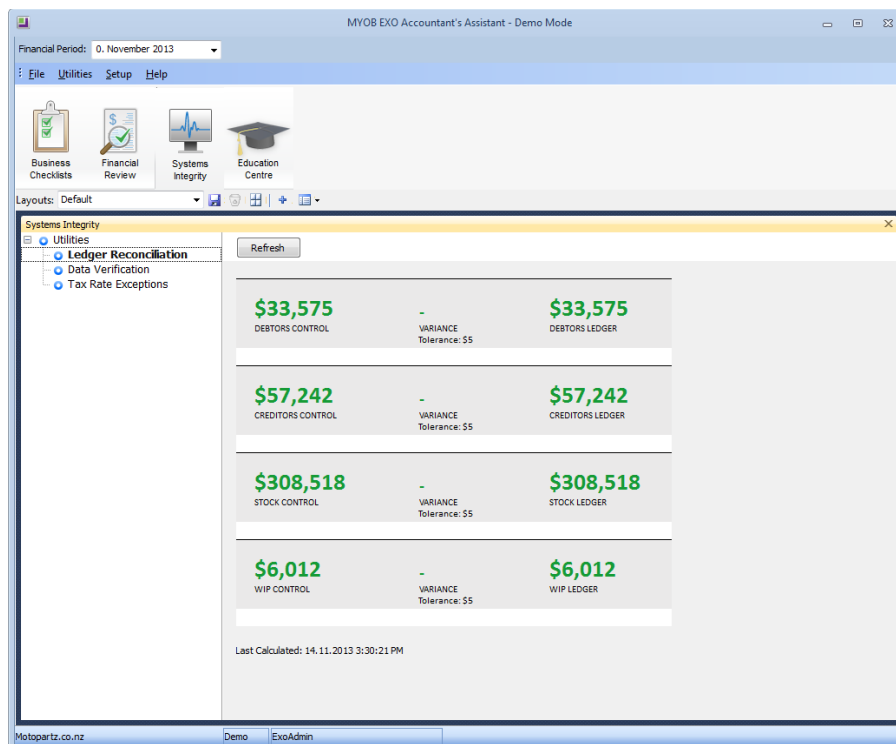 MYOB EXO Accountant's Assistant - Demo Mode
Financial Period: 0. November 2013
File Utilities Setup Help
Business Checklists
Financial Review
Systems Integrity
Education Centre
Layouts: Default
Systems Integrity
Utilities
Ledger Reconciliation
Data Verification
Tax Rate Exceptions
Refresh
$33,575 - $33,575
DEBTORS CONTROL VARIANCE DEBTORS LEDGER
Tolerance: $5
$57,242 - $57,242
CREDITORS CONTROL VARIANCE CREDITORS LEDGER
Tolerance: $5
$308,518 - $308,518
STOCK CONTROL VARIANCE STOCK LEDGER
Tolerance: $5
$6,012 - $6,012
WIP CONTROL VARIANCE WIP LEDGER
Tolerance: $5
Last Calculated: 14.11.2013 3:30:21 PM
Motopartz.co.nz Demo ExoAdmin